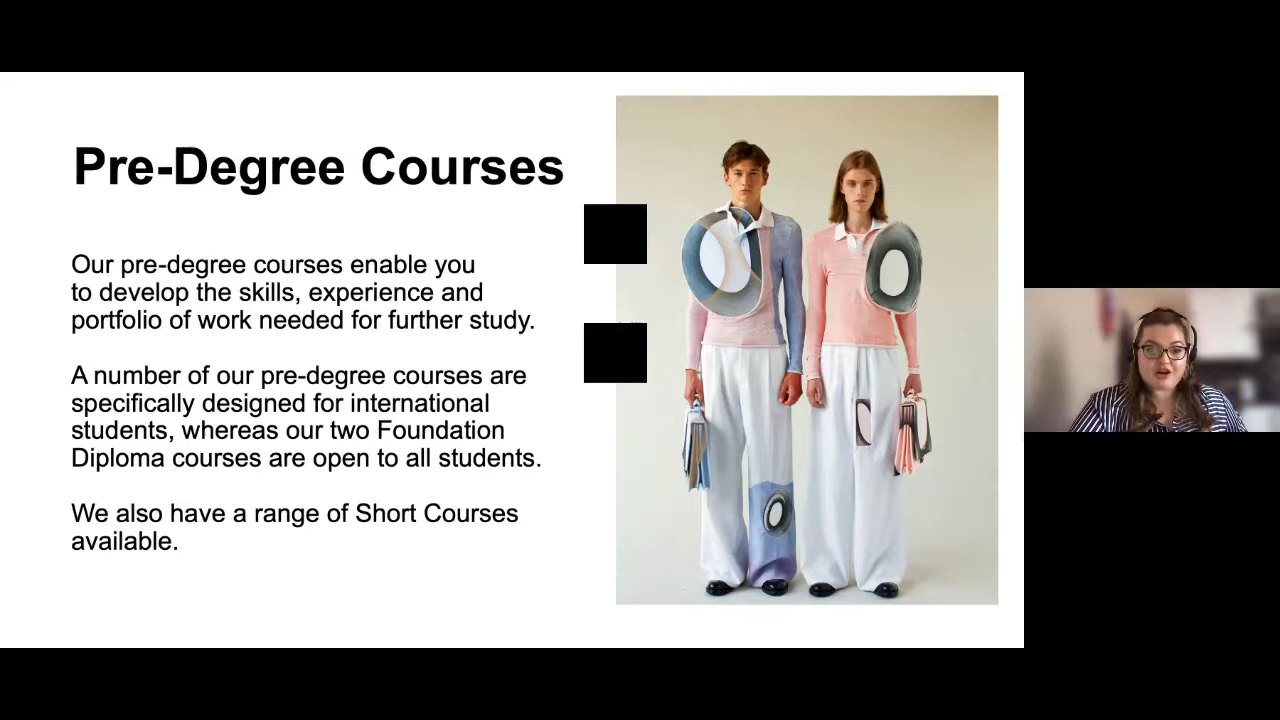 Pre-Degree Courses
Our pre-degree courses enable you
to develop the skills, experience and
portfolio of work needed for further study.
A number of our pre-degree courses are
specifically designed for international
students, whereas our two Foundation
Diploma courses are open to all students.
We also have a range of Short Courses
available.